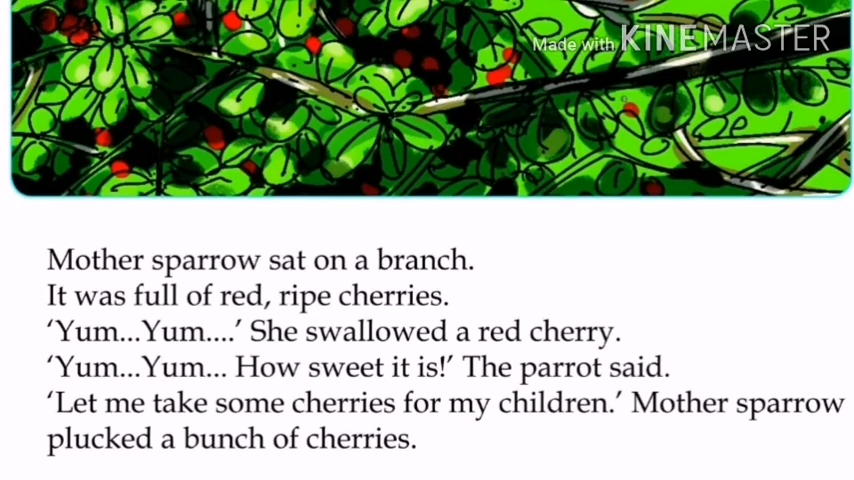 Made with KINEMASTER
Mother sparrow sat on a branch.
It was full of red, ripe cherries.
‘Yum...Yum....’ She swallowed a red cherry.
‘Yum...Yum... How sweet it is!’ The parrot said.
‘Let me take some cherries for my children.’ Mother sparrow
plucked a bunch of cherries.